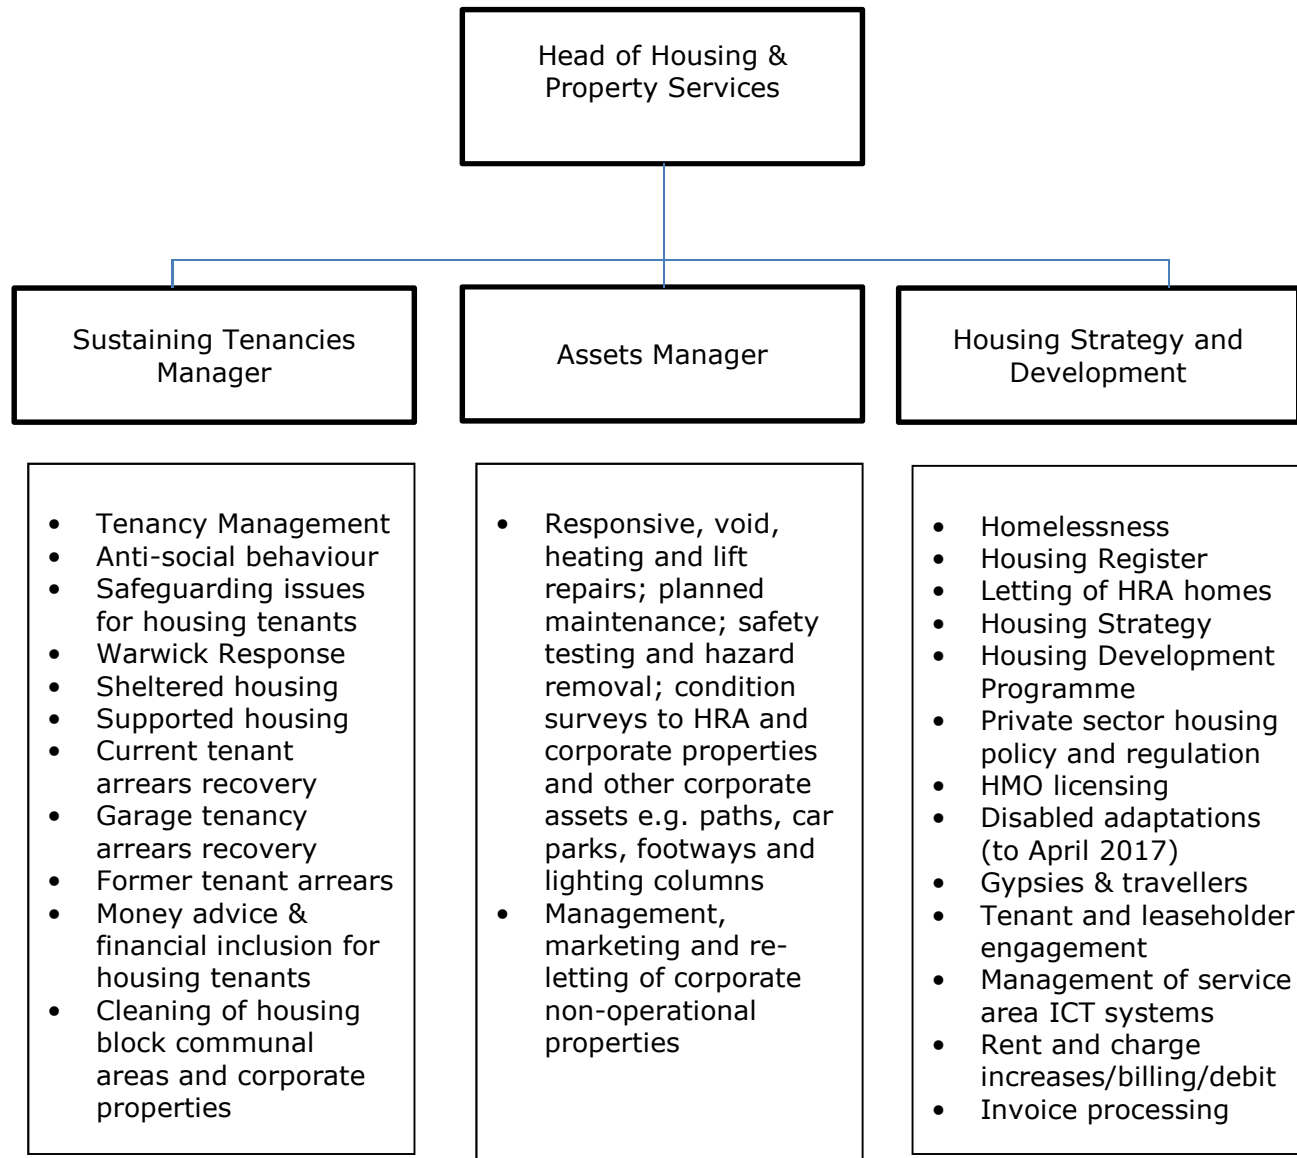 Head of Housing &
Property Services
Sustaining Tenancies
Manager
Assets Manager
Housing Strategy and
Development
• Tenancy Management
• Anti-social behaviour
• Safeguarding issues
for housing tenants
• Warwick Response
• Sheltered housing
• Supported housing
• Current tenant
arrears recovery
• Garage tenancy
arrears recovery
• Former tenant arrears
• Money advice &
financial inclusion for
housing tenants
• Cleaning of housing
block communal
areas and corporate
properties
• Responsive, void,
heating and lift
repairs; planned
maintenance; safety
testing and hazard
removal; condition
surveys to HRA and
corporate properties
and other corporate
assets e.g. paths, car
parks, footways and
lighting columns
• Management,
marketing and re-
letting of corporate
non-operational
properties
• Homelessness
• Housing Register
• Letting of HRA homes
• Housing Strategy
• Housing Development
Programme
• Private sector housing
policy and regulation
• HMO licensing
• Disabled adaptations
(to April 2017)
• Gypsies & travellers
• Tenant and leaseholder
engagement
• Management of service
area ICT systems
• Rent and charge
increases/billing/debit
• Invoice processing